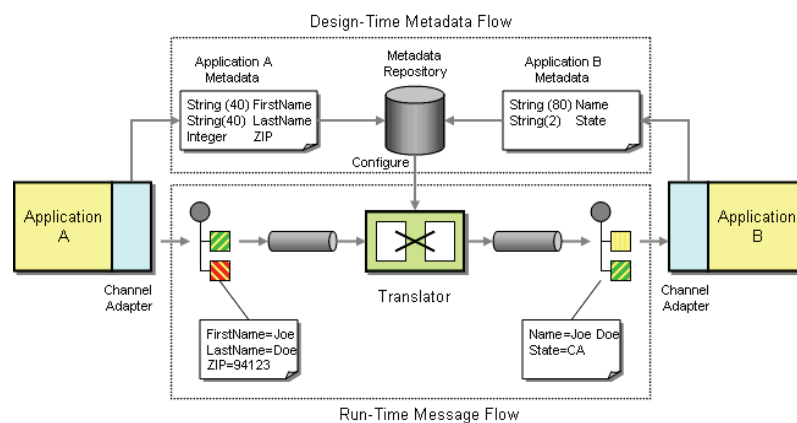 Design-Time Metadata Flow
Application A
Metadata
String (40) FirstName
String(40) LastName
Integer ZIP
Metadata
Repository
Application B
Metadata
String (80) Name
String(2) State
Configure
Application
A
Channel
Adapter
Translator
FirstName=Joe
LastName=Doe
ZIP=94123
Name=Joe Doe
State=CA
Application
B
Channel
Adapter
Run-Time Message Flow